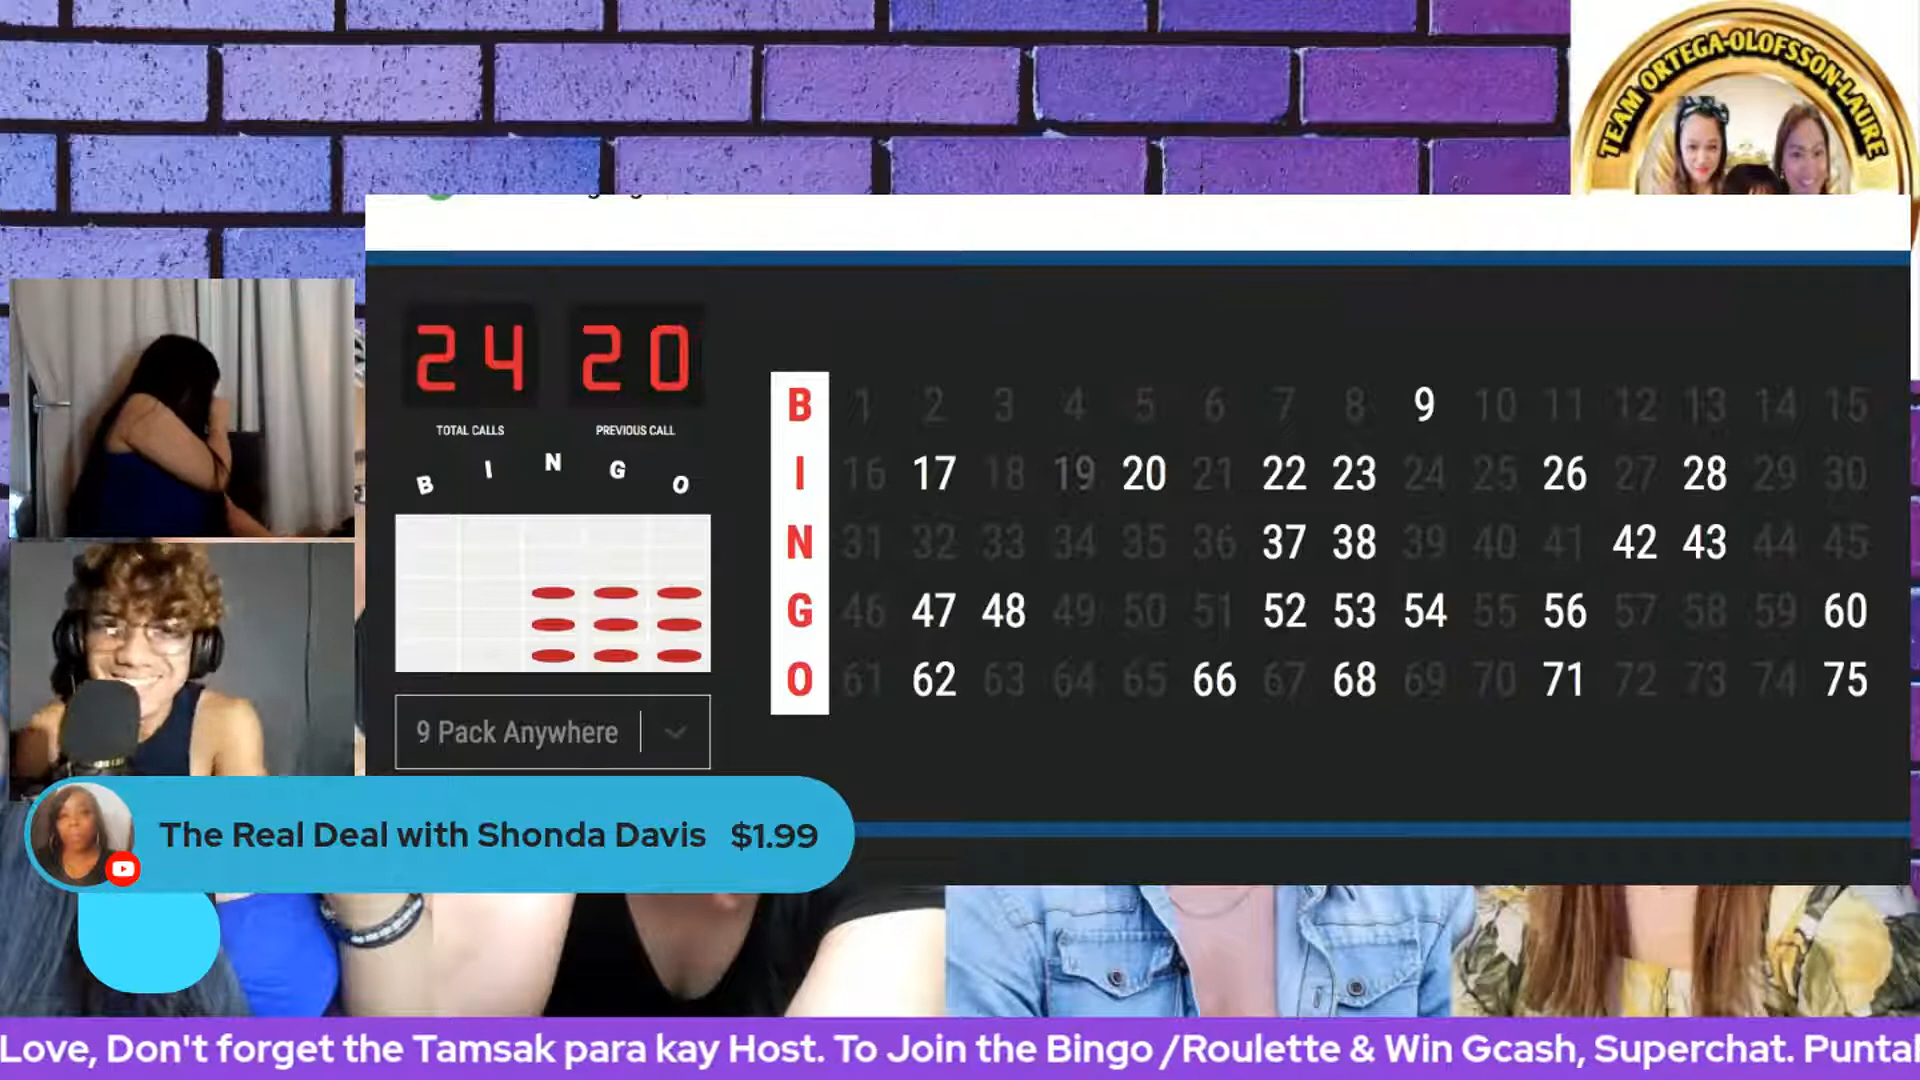 TEAM ORTEGA-OLOFSSON-LAURE
24 20
TOTAL CALLS PREVIOUS CALL
B I N G O
9 Pack Anywhere
B 1 2 3 4 5 6 7 8 9 10 11 12 13 14 15
I 16 17 18 19 20 21 22 23 24 25 26 27 28 29 30
N 31 32 33 34 35 36 37 38 39 40 41 42 43 44 45
G 46 47 48 49 50 51 52 53 54 55 56 57 58 59 60
O 61 62 63 64 65 66 67 68 69 70 71 72 73 74 75
The Real Deal with Shonda Davis $1.99
Love, Don't forget the Tamsak para kay Host. To Join the Bingo /Roulette & Win Gcash, Superchat.